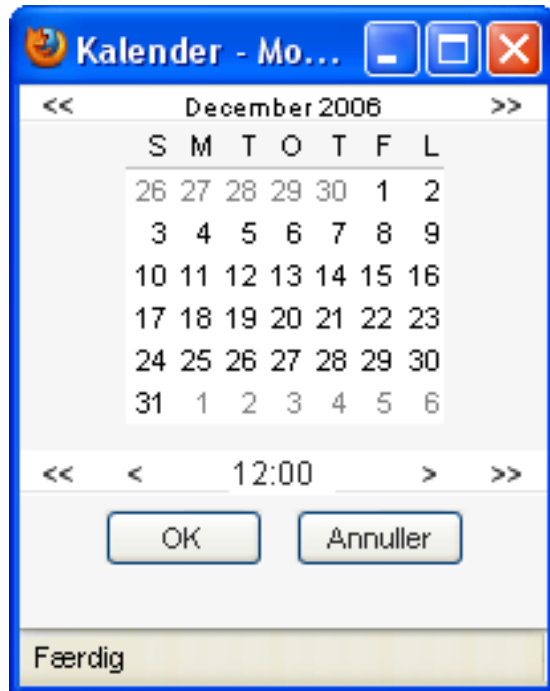 Kalender - Mo...
<< December 2006 >>
S M T O T F L
26 27 28 29 30 1 2
3 4 5 6 7 8 9
10 11 12 13 14 15 16
17 18 19 20 21 22 23
24 25 26 27 28 29 30
31 1 2 3 4 5 6
<< < 12:00 > >>
OK Annuller
Færdig